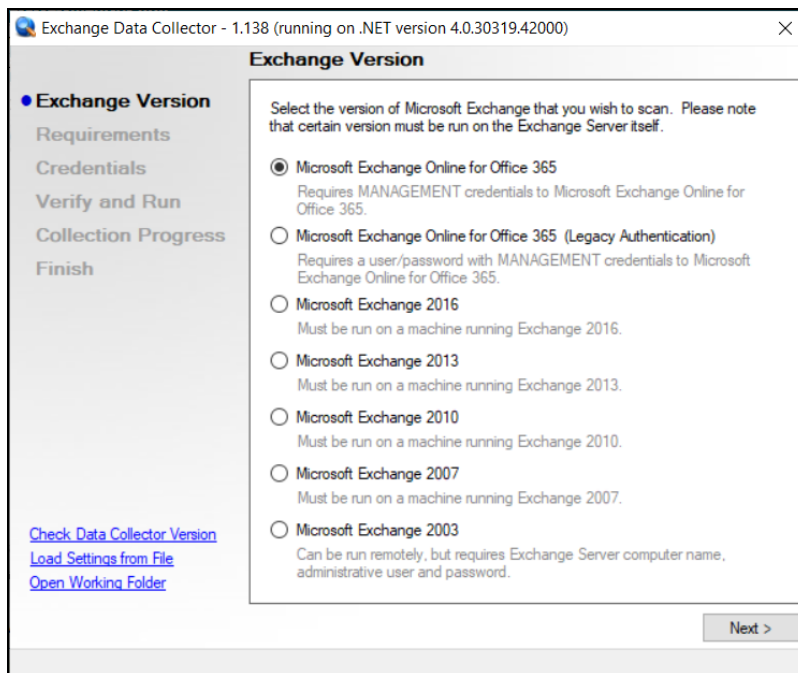 Exchange Data Collector - 1.138 (running on .NET version 4.0.30319.42000)
Exchange Version
Exchange Version
Requirements
Credentials
Verify and Run
Collection Progress
Finish
Check Data Collector Version
Load Settings from File
Open Working Folder
Select the version of Microsoft Exchange that you wish to scan. Please note
that certain version must be run on the Exchange Server itself.
Microsoft Exchange Online for Office 365
Requires MANAGEMENT credentials to Microsoft Exchange Online for
Office 365.
Microsoft Exchange Online for Office 365 (Legacy Authentication)
Requires a user/password with MANAGEMENT credentials to Microsoft
Exchange Online for Office 365.
Microsoft Exchange 2016
Must be run on a machine running Exchange 2016.
Microsoft Exchange 2013
Must be run on a machine running Exchange 2013.
Microsoft Exchange 2010
Must be run on a machine running Exchange 2010.
Microsoft Exchange 2007
Must be run on a machine running Exchange 2007.
Microsoft Exchange 2003
Can be run remotely, but requires Exchange Server computer name,
administrative user and password.
Next >